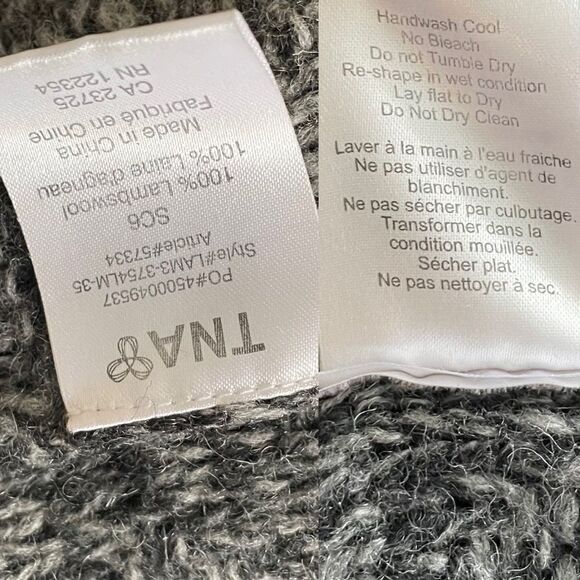 TNA
PO#4500049537
Style#LAM3-3754LM-35
Article#57334
SC6
100% Lambswool
100% Laine d'agneau
Made in China
Fabriqué en Chine
CA 23725
RN 122354
Handwash Cool
No Bleach
Do not Tumble Dry
Re-shape in wet condition
Lay flat to Dry
Do Not Dry Clean
Laver à la main à l'eau fraiche
Ne pas utiliser d'agent de
blanchiment.
Ne pas sécher par culbutage.
Transformer dans la
condition mouillée.
Sécher plat.
Ne pas nettoyer à sec.